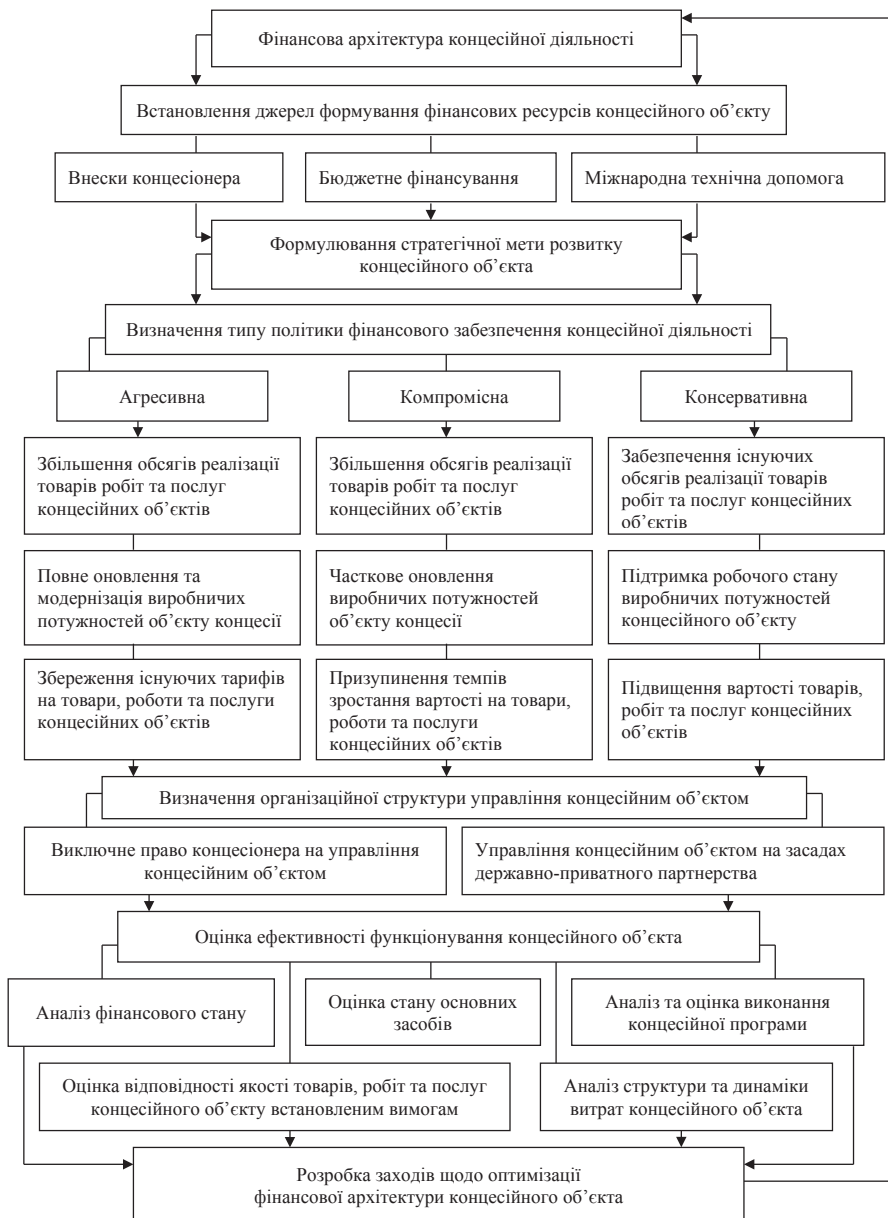 Фінансова архітектура концесійної діяльності
Встановлення джерел формування фінансових ресурсів концесійного об’єкту
Внески концесіонера
Бюджетне фінансування
Міжнародна технічна допомога
Формулювання стратегічної мети розвитку
концесійного об’єкта
Визначення типу політики фінансового забезпечення концесійної діяльності
Агресивна
Компромісна
Консервативна
Збільшення обсягів реалізації
товарів робіт та послуг
концесійних об’єктів
Збільшення обсягів реалізації
товарів робіт та послуг
концесійних об’єктів
Забезпечення існуючих
обсягів реалізації товарів
робіт та послуг концесійних
об’єктів
Повне оновлення та
модернізація виробничих
потужностей об’єкту концесії
Часткове оновлення
виробничих потужностей
об’єкту концесії
Підтримка робочого стану
виробничих потужностей
концесійного об’єкту
Збереження існуючих тарифів
на товари, роботи та послуги
концесійних об’єктів
Призупинення темпів
зростання вартості на товари,
роботи та послуги
концесійних об’єктів
Підвищення вартості товарів,
робіт та послуг концесійних
об’єктів
Визначення організаційної структури управління концесійним об’єктом
Виключне право концесіонера на управління
концесійним об’єктом
Управління концесійним об’єктом на засадах
державно-приватного партнерства
Оцінка ефективності функціонування концесійного об’єкта
Аналіз фінансового стану
Оцінка стану основних
засобів
Аналіз та оцінка виконання
концесійної програми
Оцінка відповідності якості товарів, робіт та послуг
концесійного об’єкту встановленим вимогам
Аналіз структури та динаміки
витрат концесійного об’єкта
Розробка заходів щодо оптимізації
фінансової архітектури концесійного об’єкта